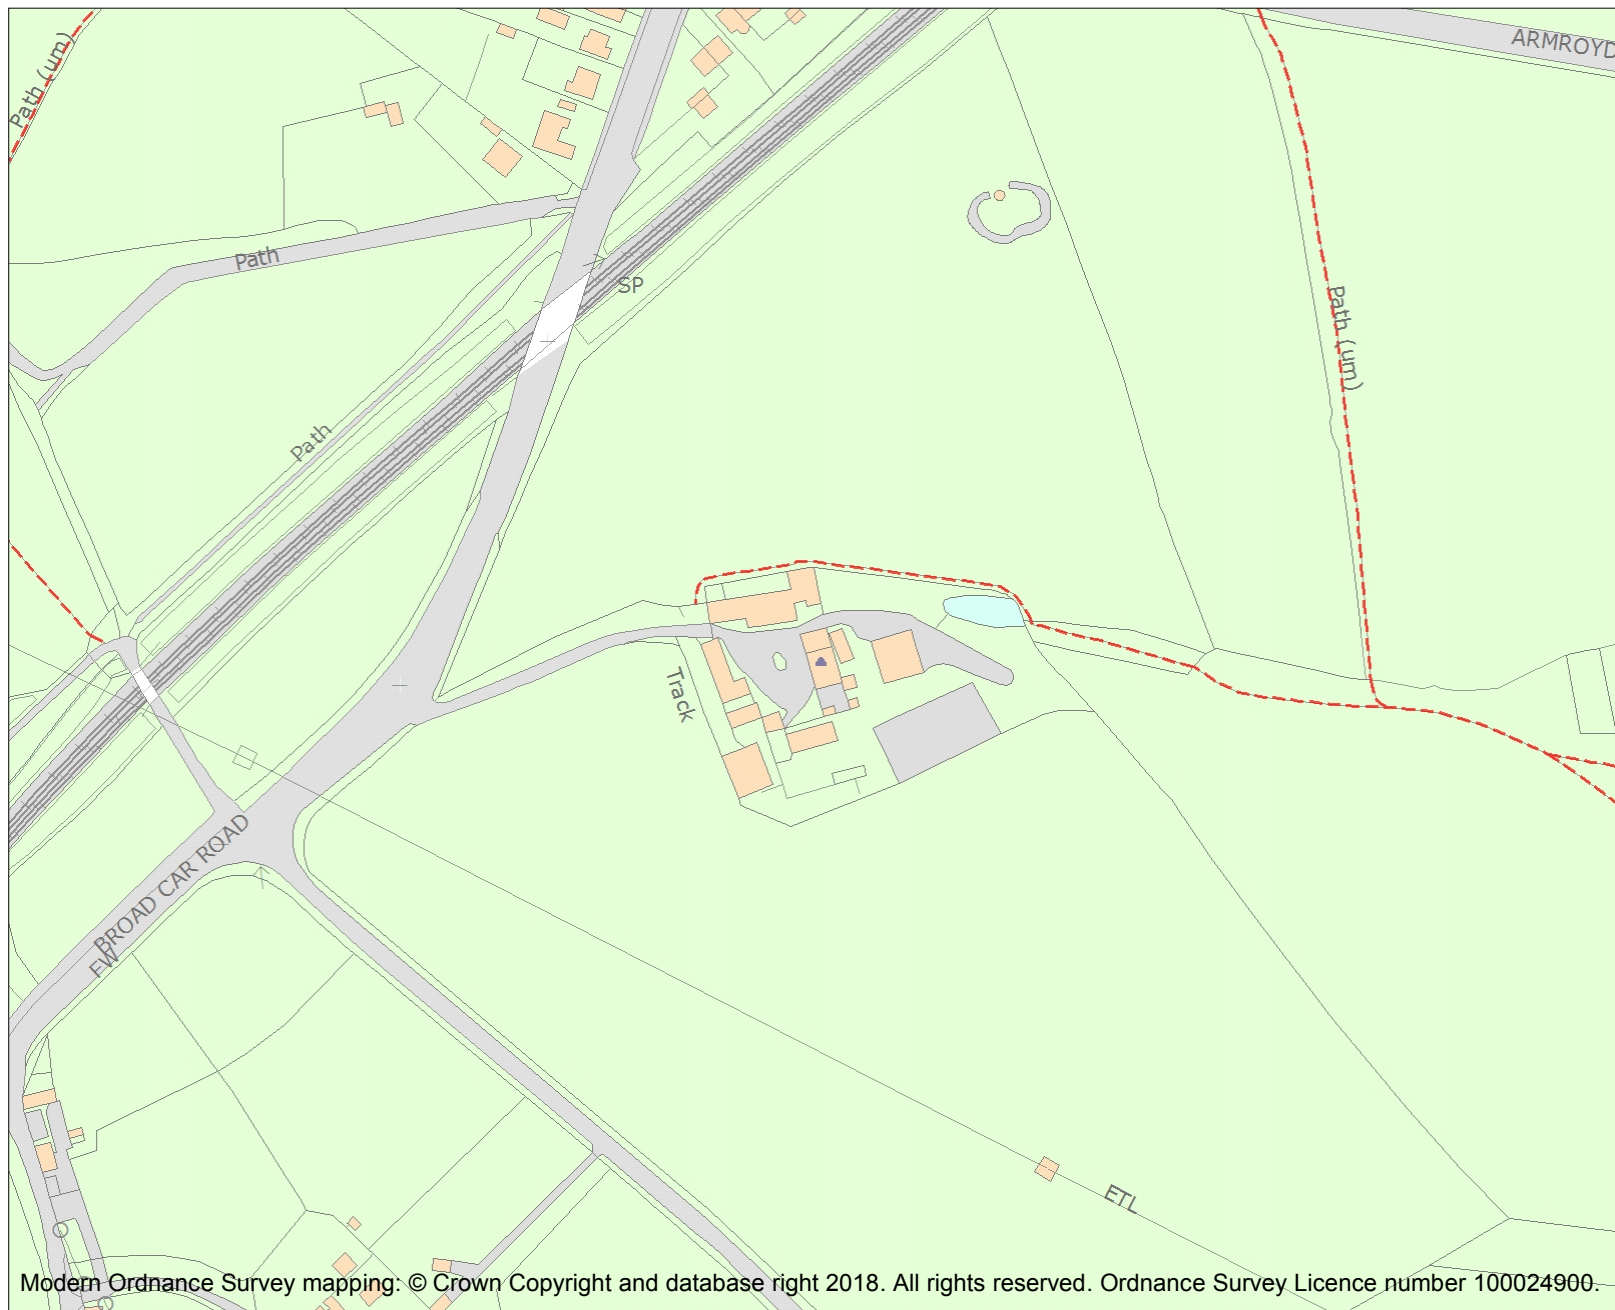 Path (um)
ARMROYD
Path
SP
Path (um)
Path
Track
BROAD CAR ROAD
FW
ETL
Modern Ordnance Survey mapping: © Crown Copyright and database right 2018. All rights reserved. Ordnance Survey Licence number 100024900.